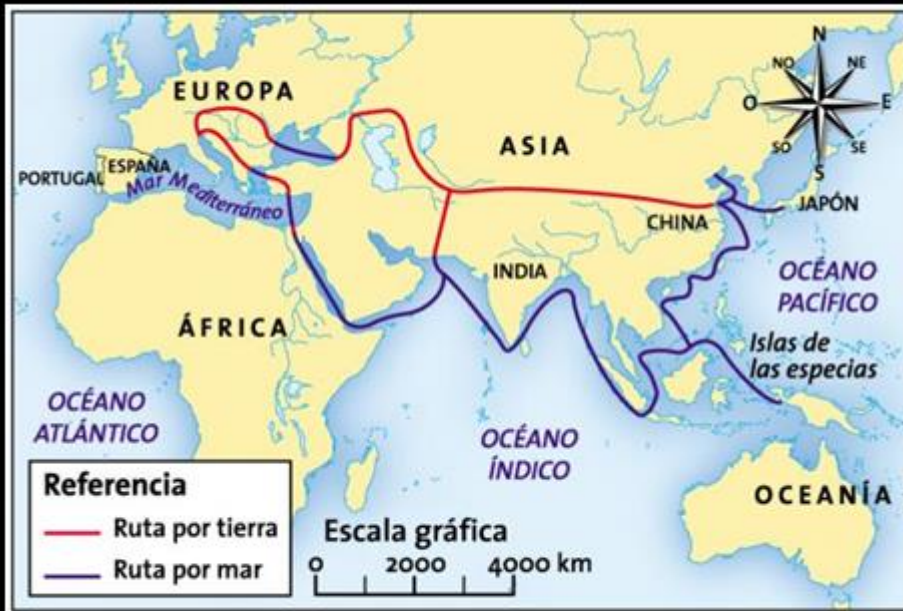 EUROPA
ASIA
PORTUGAL
ESPAÑA
Mar Mediterráneo
CHINA
JAPÓN
INDIA
ÁFRICA
OCÉANO
PACÍFICO
Islas de
las especias
OCÉANO
ATLÁNTICO
OCÉANO
ÍNDICO
OCEANÍA
N
NO
NE
O
E
SO
SE
S
Referencia
Ruta por tierra
Ruta por mar
Escala gráfica
0 2000 4000 km